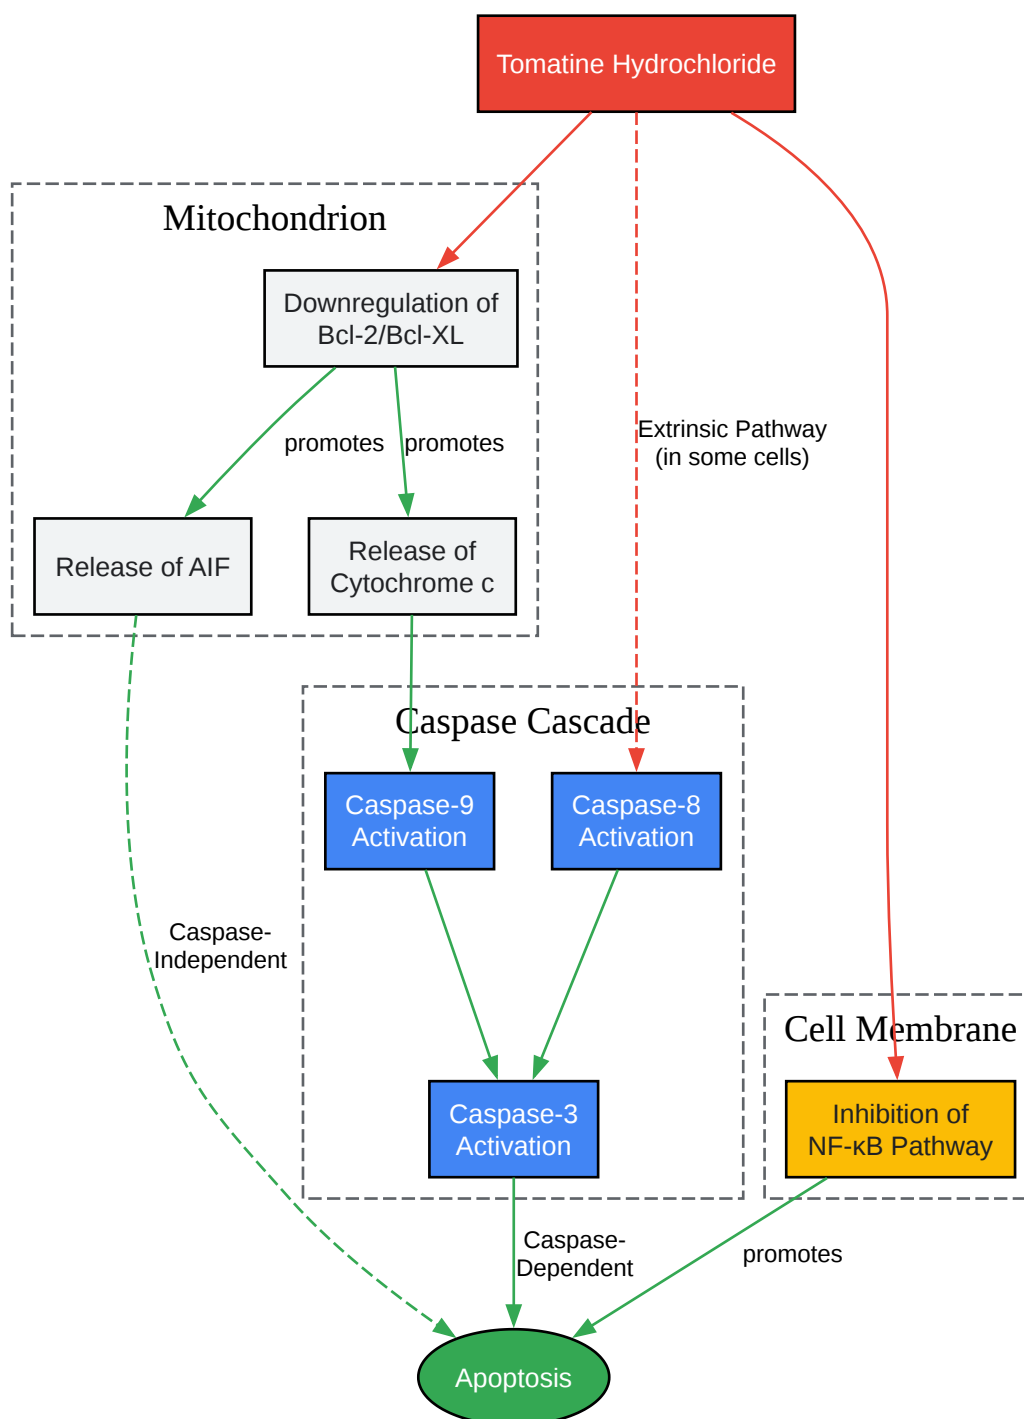 Tomatine Hydrochloride
Mitochondrion
Downregulation of
Bcl-2/Bcl-XL
promotes
promotes
Extrinsic Pathway
(in some cells)
Release of AIF
Release of
Cytochrome c
Caspase Cascade
Caspase-9
Activation
Caspase-8
Activation
Caspase-
Independent
Cell Membrane
Caspase-3
Activation
Inhibition of
NF-κB Pathway
Caspase-
Dependent
promotes
Apoptosis